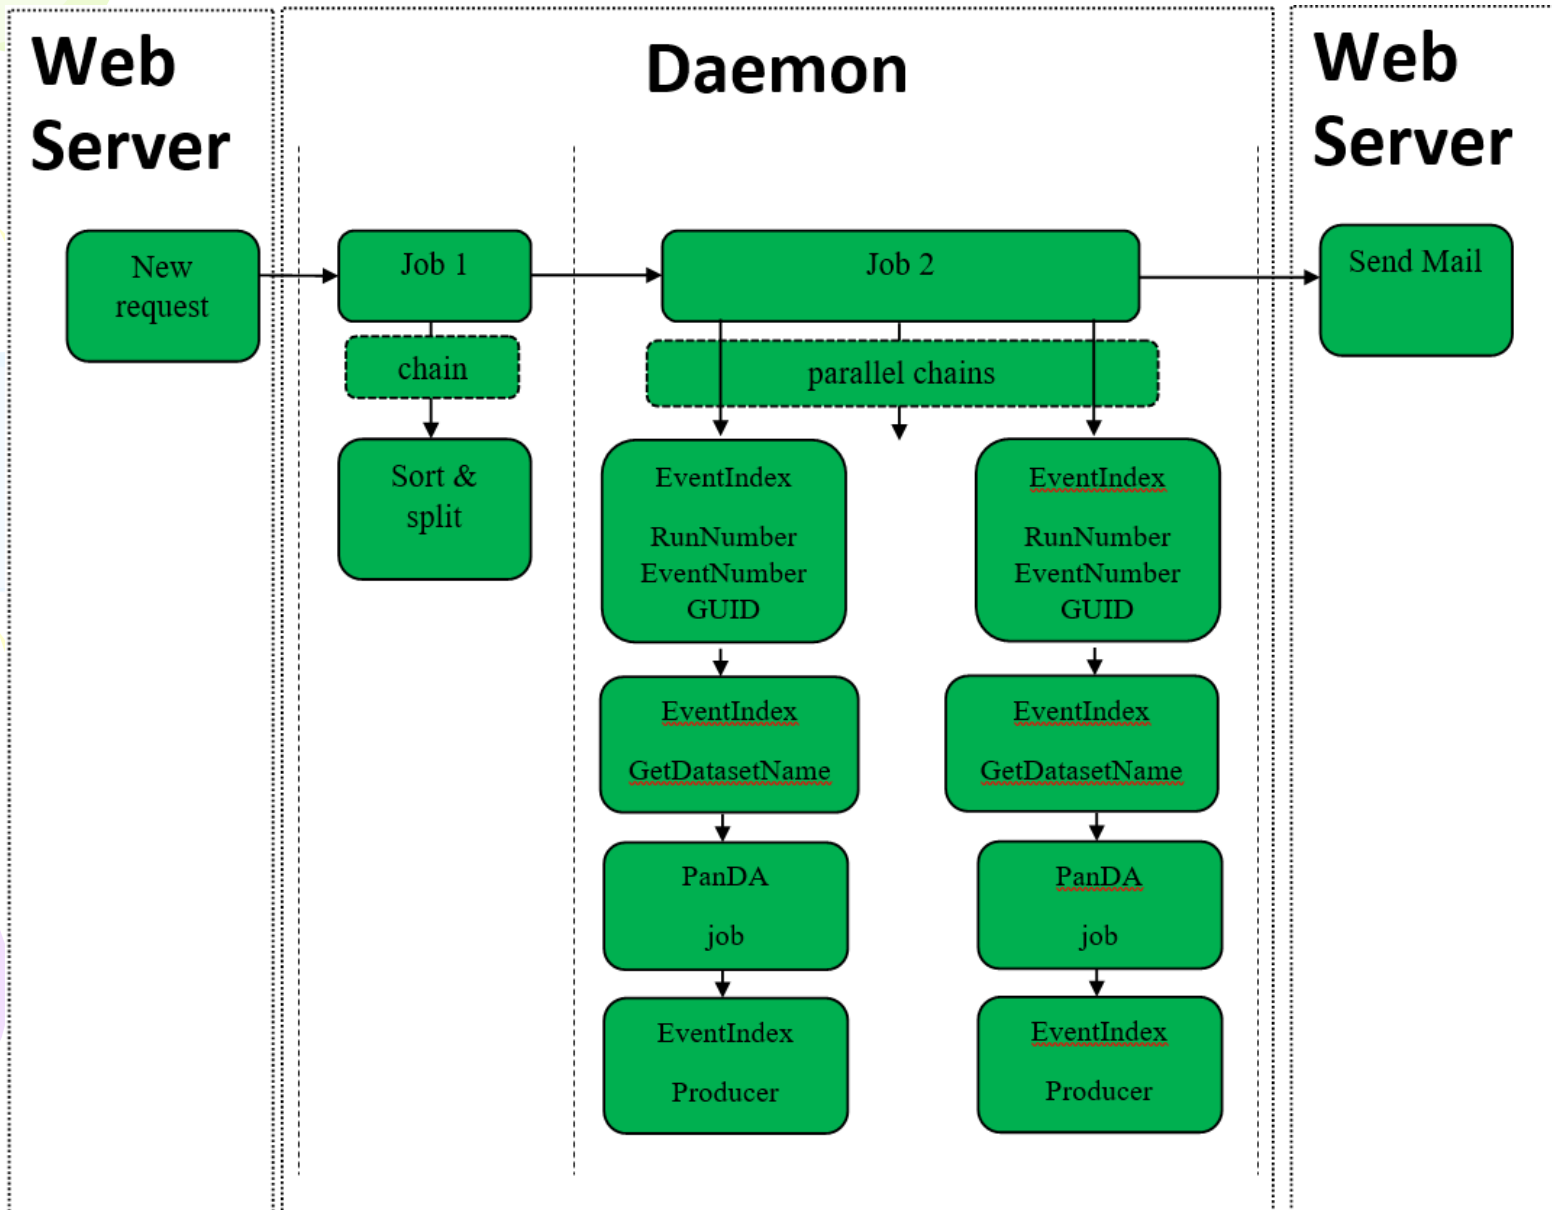 Web
Server
Daemon
Web
Server
New
request
Job 1
Job 2
Send Mail
chain
parallel chains
Sort &
split
EventIndex
RunNumber
EventNumber
GUID
EventIndex
RunNumber
EventNumber
GUID
EventIndex
GetDatasetName
EventIndex
GetDatasetName
PanDA
job
PanDA
job
EventIndex
Producer
EventIndex
Producer